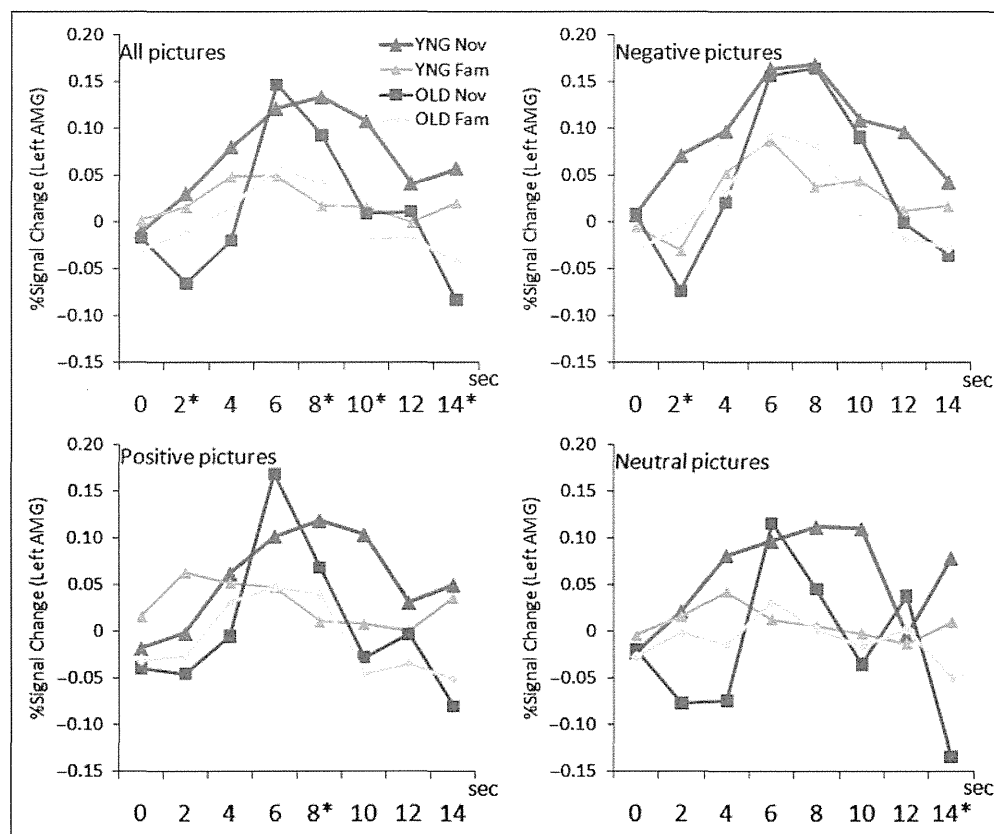 All pictures
YNG Nov
YNG Fam
OLD Nov
OLD Fam
%Signal Change (Left AMG)
0.20
0.15
0.10
0.05
0
−0.05
−0.10
−0.15
sec
0 2* 4 6 8* 10* 12 14*
Negative pictures
%Signal Change (Left AMG)
0.20
0.15
0.10
0.05
0
−0.05
−0.10
−0.15
sec
0 2* 4 6 8 10 12 14
Positive pictures
%Signal Change (Left AMG)
0.20
0.15
0.10
0.05
0
−0.05
−0.10
−0.15
sec
0 2 4 6 8* 10 12 14
Neutral pictures
%Signal Change (Left AMG)
0.20
0.15
0.10
0.05
0
−0.05
−0.10
−0.15
sec
0 2 4 6 8 10 12 14*